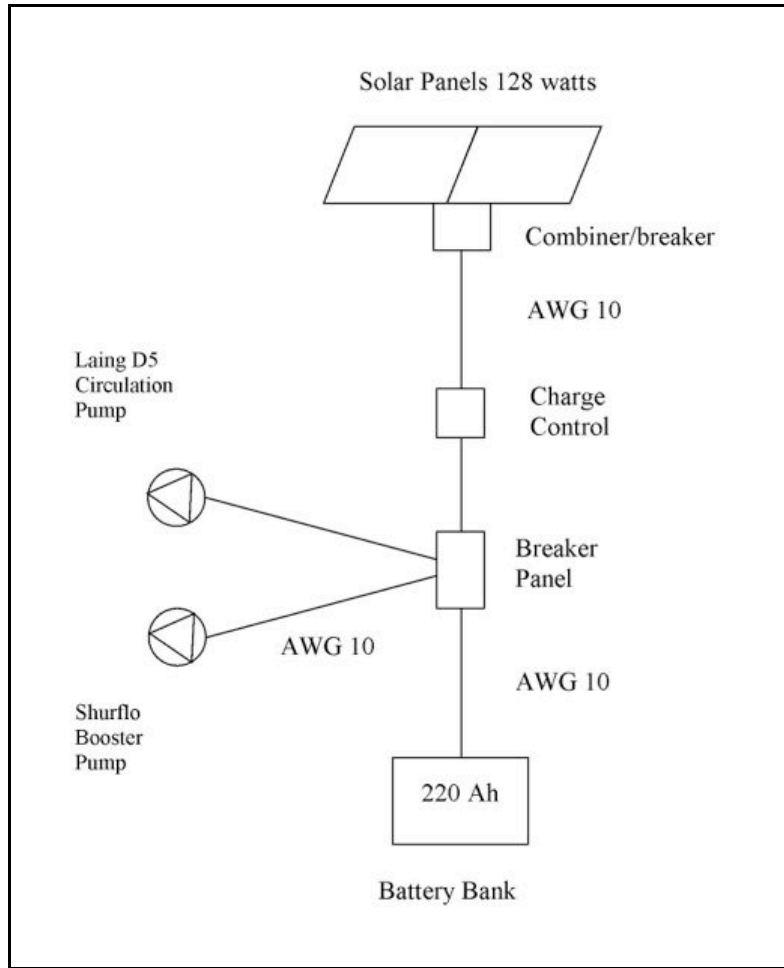 Solar Panels 128 watts
Combiner/breaker
AWG 10
Laing D5
Circulation
Pump
Charge
Control
Breaker
Panel
AWG 10
AWG 10
Shurflo
Booster
Pump
220 Ah
Battery Bank